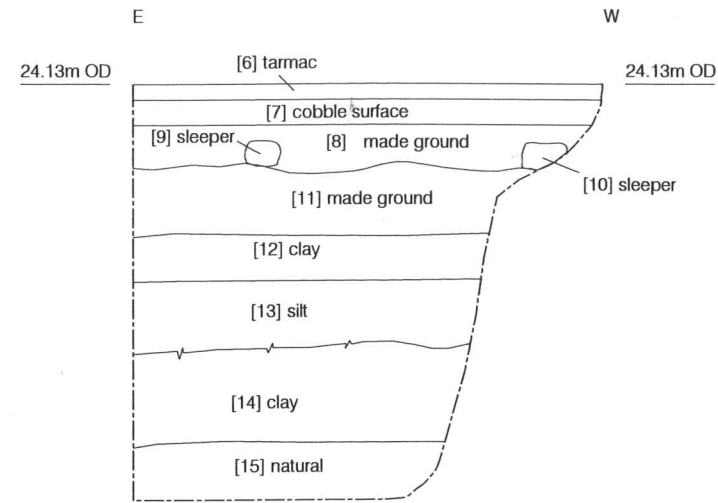 E W
[6] tarmac
24.13m OD 24.13m OD
[7] cobble surface
[9] sleeper [8] made ground
[10] sleeper
[11] made ground
[12] clay
[13] silt
[14] clay
[15] natural